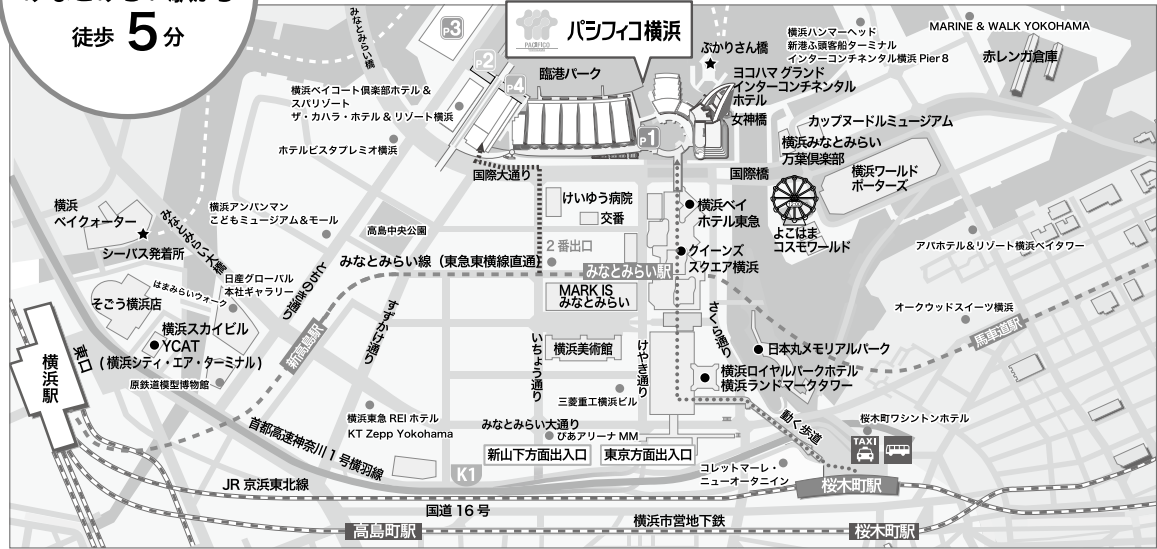 徒歩 5 分
みなとみらい橋
P3
P2
P4
PACIFICO
パシフィコ横浜
臨港パーク
ぷかりさん橋
横浜ハンマーヘッド
新港ふ頭客船ターミナル
インターコンチネンタル横浜 Pier 8
MARINE & WALK YOKOHAMA
赤レンガ倉庫
ヨコハマ グランド
インターコンチネンタル
ホテル
女神橋
カップヌードルミュージアム
横浜ベイコート倶楽部ホテル &
スパリゾート
ザ・カハラ・ホテル & リゾート横浜
ホテルビスタプレミオ横浜
P1
横浜みなとみらい
万葉倶楽部
国際大通り
国際橋
横浜ワールド
ポーターズ
横浜
ベイクォーター
シーバス発着所
みなとみらい大橋
横浜アンパンマン
こどもミュージアム&モール
けいゆう病院
交番
横浜ベイ
ホテル東急
よこはま
コスモワールド
高島中央公園
2 番出口
クイーンズ
スクエア横浜
アパホテル&リゾート横浜ベイタワー
みなとみらい線（東急東横線直通）
みなとみらい駅
日産グローバル
本社ギャラリー
はまみらいウォーク
とちのき通り
そごう横浜店
MARK IS
みなとみらい
オークウッドスイーツ横浜
すずかけ通り
さくら通り
横浜スカイビル
YCAT
( 横浜シティ・エア・ターミナル )
新高島駅
馬車道駅
東口
横浜駅
いちょう通り
横浜美術館
けやき通り
日本丸メモリアルパーク
原鉄道模型博物館
横浜ロイヤルパークホテル
横浜ランドマークタワー
三菱重工横浜ビル
横浜東急 REI ホテル
KT Zepp Yokohama
みなとみらい大通り
ぴあアリーナ MM
動く歩道
桜木町ワシントンホテル
首都高速神奈川 1 号横羽線
新山下方面出入口
東京方面出入口
TAXI
K1
コレットマーレ・
ニューオータニイン
桜木町駅
JR 京浜東北線
国道 16 号
高島町駅
横浜市営地下鉄
桜木町駅